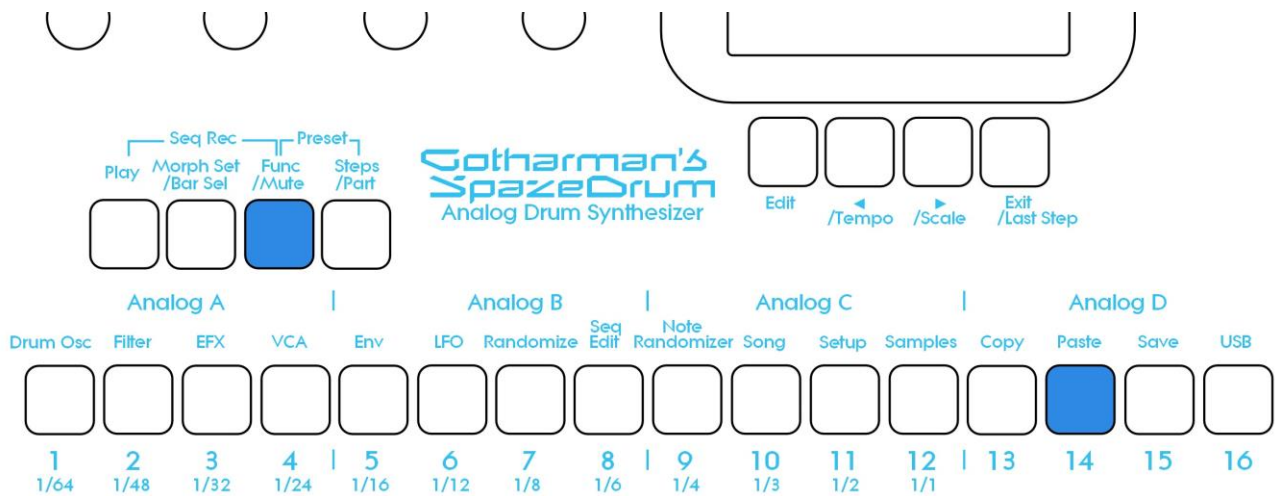 Seq Rec Preset
Play Morph Set /Bar Sel Func /Mute Steps /Part
Gotharman's
SpazeDrum
Analog Drum Synthesizer
Edit ◄ /Tempo ► /Scale Exit /Last Step
Analog A | Analog B | Analog C | Analog D
Drum Osc Filter EFX VCA Env LFO Randomize Seq Edit Note Randomizer Song Setup Samples Copy Paste Save USB
1 2 3 4 | 5 6 7 8 | 9 10 11 12 | 13 14 15 16
1/64 1/48 1/32 1/24 1/16 1/12 1/8 1/6 1/4 1/3 1/2 1/1